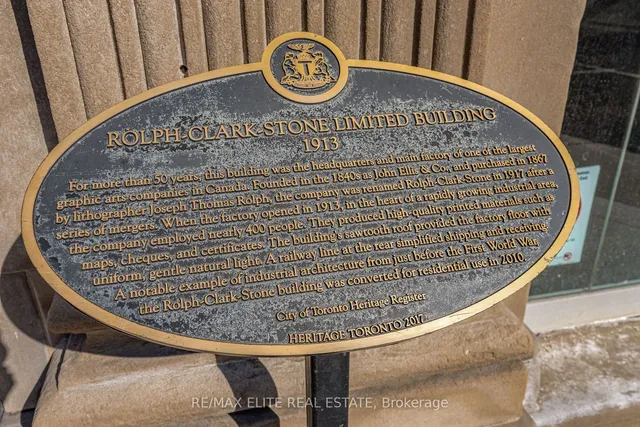 ROLPH-CLARK-STONE LIMITED BUILDING
1913
For more than 50 years, this building was the headquarters and main factory of one of the largest
graphic arts companies in Canada. Founded in the 1840s as John Ellis & Co., and purchased in 1867
by lithographer Joseph Thomas Rolph, the company was renamed Rolph-Clark-Stone in 1917 after a
series of mergers. When the factory opened in 1913, in the heart of a rapidly growing industrial area,
the company employed nearly 400 people. They produced high-quality printed materials such as
maps, cheques, and certificates. The building's sawtooth roof provided the factory floor with
uniform, gentle natural light. A railway line at the rear simplified shipping and receiving.
A notable example of industrial architecture from just before the First World War,
the Rolph-Clark-Stone building was converted for residential use in 2010.
City of Toronto Heritage Register
HERITAGE TORONTO 2017
RE/MAX ELITE REAL ESTATE, Brokerage